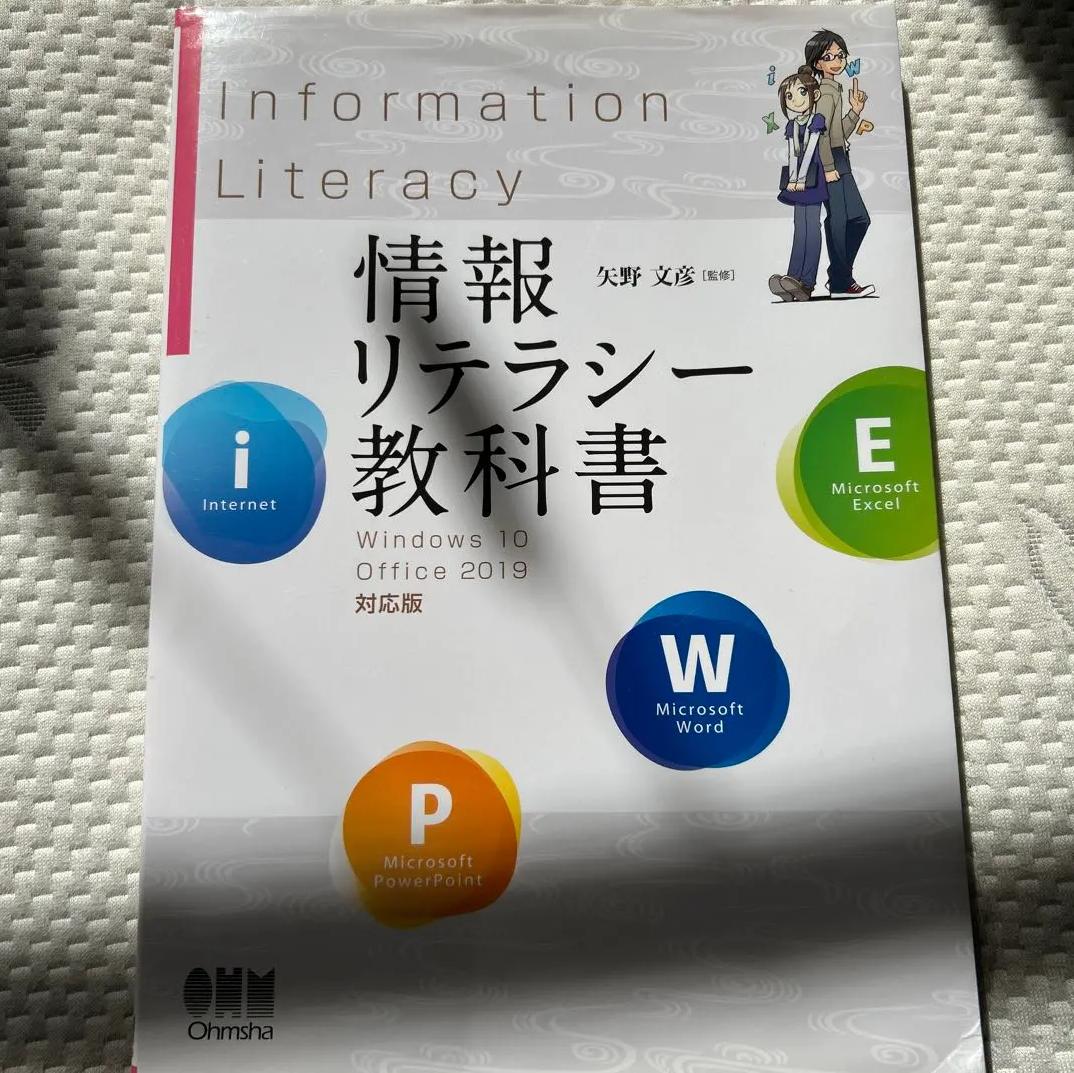 Information
Literacy
i
W
X
P
情報
矢野 文彦 [監修]
リテラシー
教科書
Windows 10
Office 2019
対応版
i
Internet
E
Microsoft
Excel
W
Microsoft
Word
P
Microsoft
PowerPoint
OHM
Ohmsha